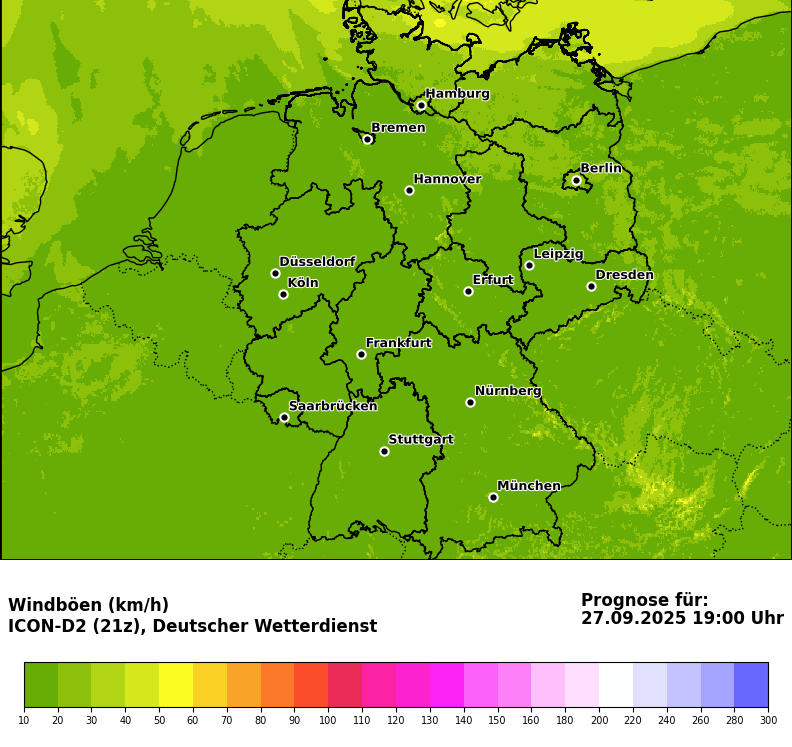 Hamburg
Bremen
Berlin
Hannover
Leipzig
Düsseldorf
Dresden
Köln
Erfurt
Frankfurt
Nürnberg
Saarbrücken
Stuttgart
München
Windböen (km/h)
ICON-D2 (21z), Deutscher Wetterdienst
Prognose für:
27.09.2025 19:00 Uhr
10 20 30 40 50 60 70 80 90 100 110 120 130 140 150 160 180 200 220 240 260 280 300